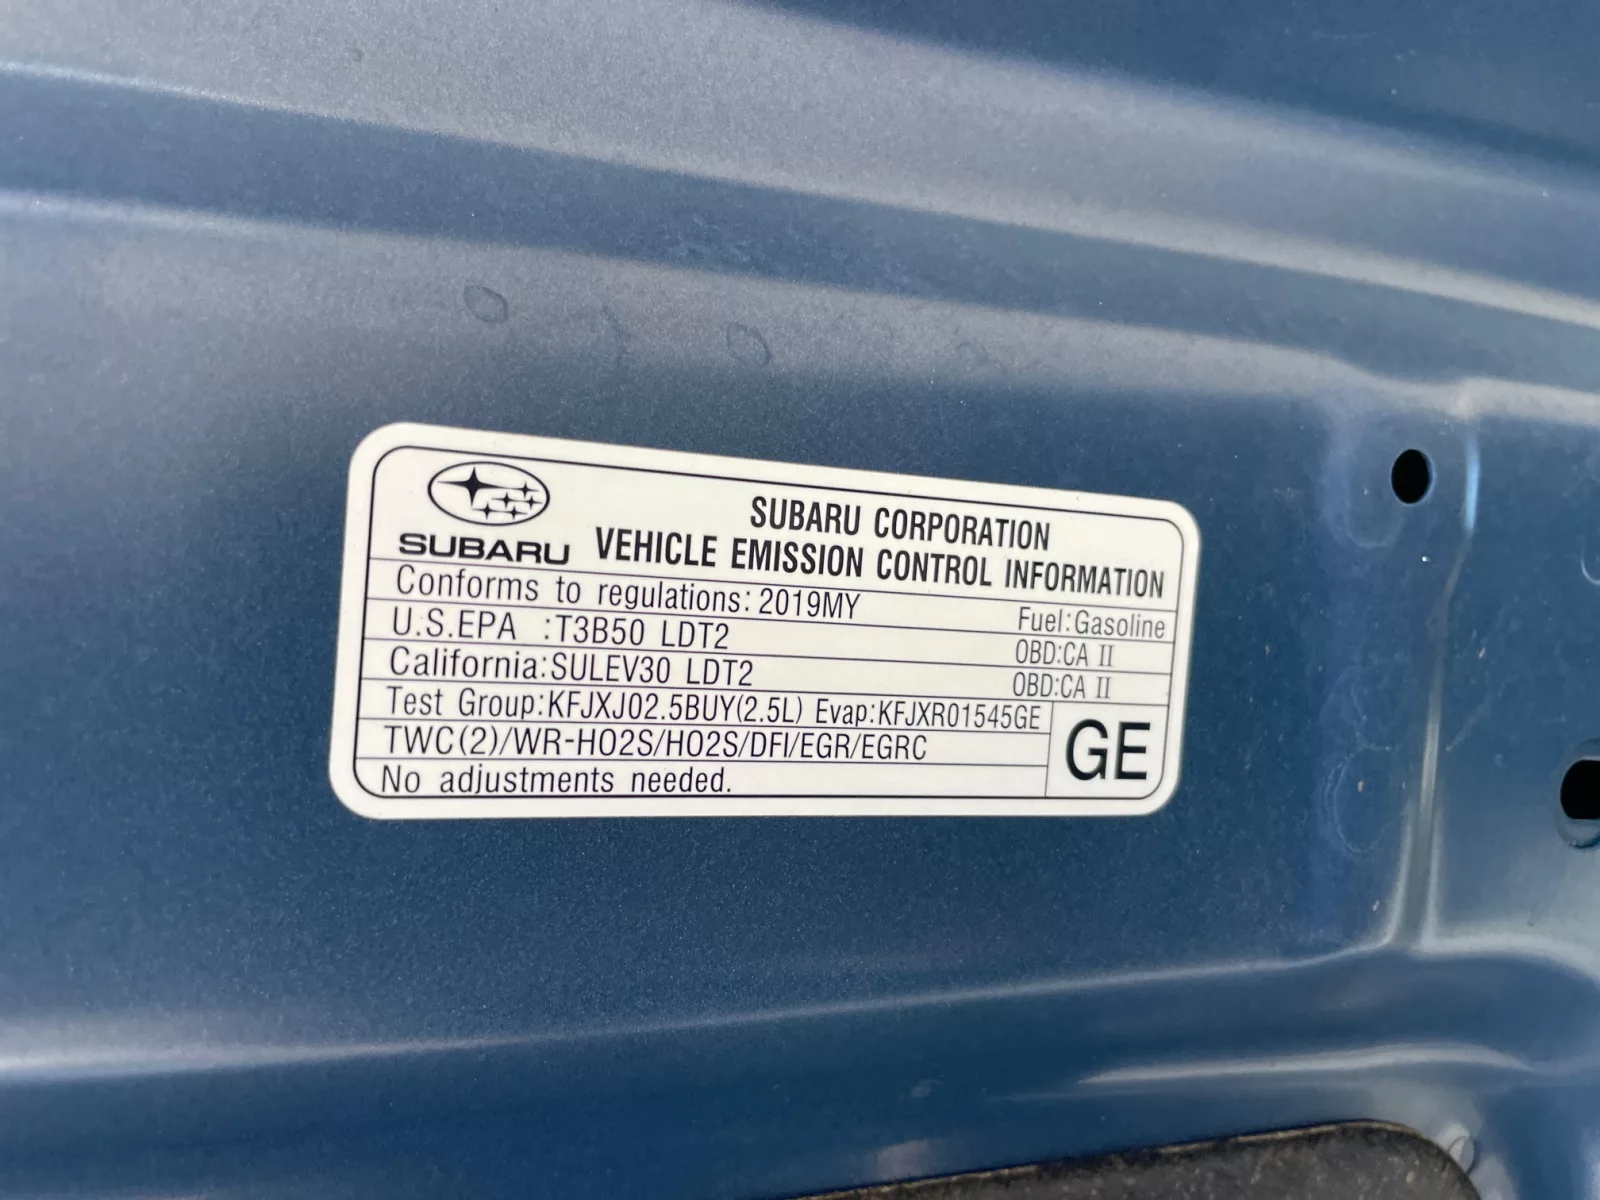 SUBARU
SUBARU CORPORATION
VEHICLE EMISSION CONTROL INFORMATION
Conforms to regulations: 2019MY Fuel:Gasoline
U.S.EPA :T3B50 LDT2 OBD:CA II
California:SULEV30 LDT2 OBD:CA II
Test Group:KFJXJ02.5BUY(2.5L) Evap:KFJXR01545GE
TWC(2)/WR-HO2S/HO2S/DFI/EGR/EGRC
GE
No adjustments needed.